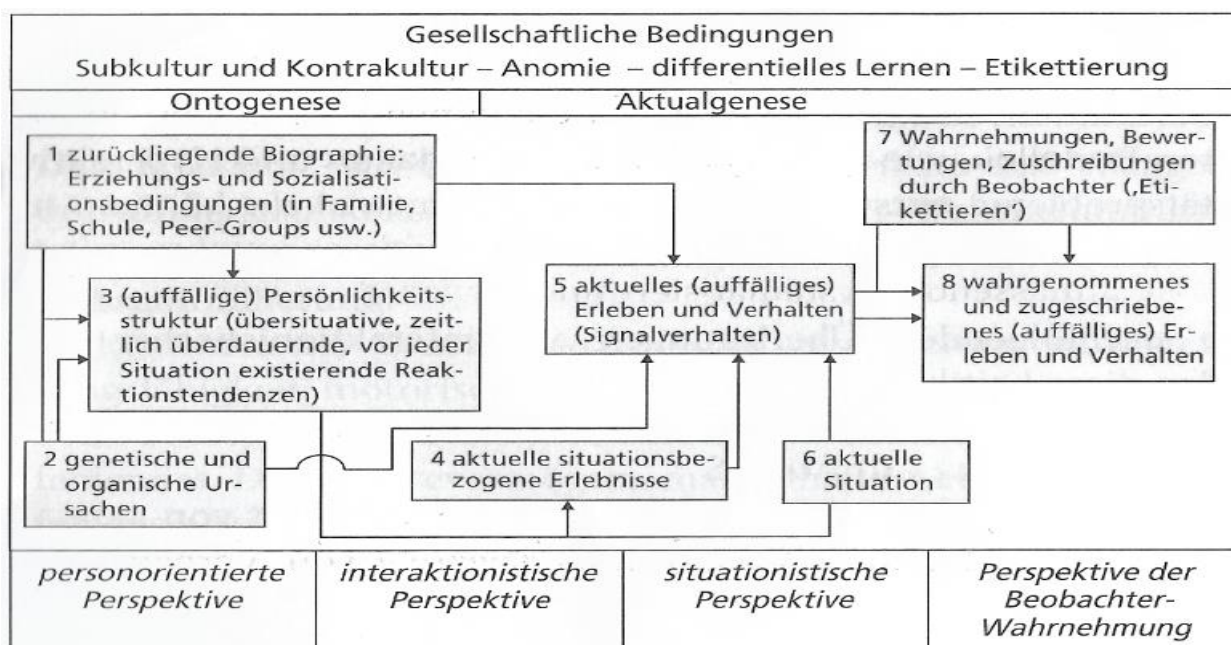 Gesellschaftliche Bedingungen
Subkultur und Kontrakultur – Anomie – differentielles Lernen – Etikettierung
Ontogenese
Aktualgenese
1 zurückliegende Biographie:
Erziehungs- und Sozialisati-
onsbedingungen (in Familie,
Schule, Peer-Groups usw.)
7 Wahrnehmungen, Bewer-
tungen, Zuschreibungen
durch Beobachter (‚Eti-
kettieren‘)
3 (auffällige) Persönlichkeits-
struktur (übersituative, zeit-
lich überdauernde, vor jeder
Situation existierende Reak-
tionstendenzen)
5 aktuelles (auffälliges)
Erleben und Verhalten
(Signalverhalten)
8 wahrgenommenes
und zugeschriebe-
nes (auffälliges) Er-
leben und Verhalten
2 genetische und
organische Ur-
sachen
4 aktuelle situationsbe-
zogene Erlebnisse
6 aktuelle
Situation
personorientierte
Perspektive
interaktionistische
Perspektive
situationistische
Perspektive
Perspektive der
Beobachter-
Wahrnehmung